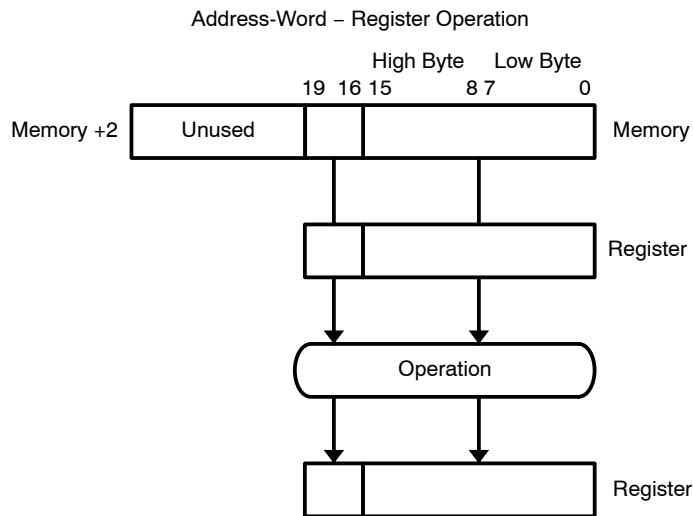 Address-Word – Register Operation
High Byte Low Byte
19 16 15 8 7 0
Memory +2 Unused Memory
Register
Operation
Register